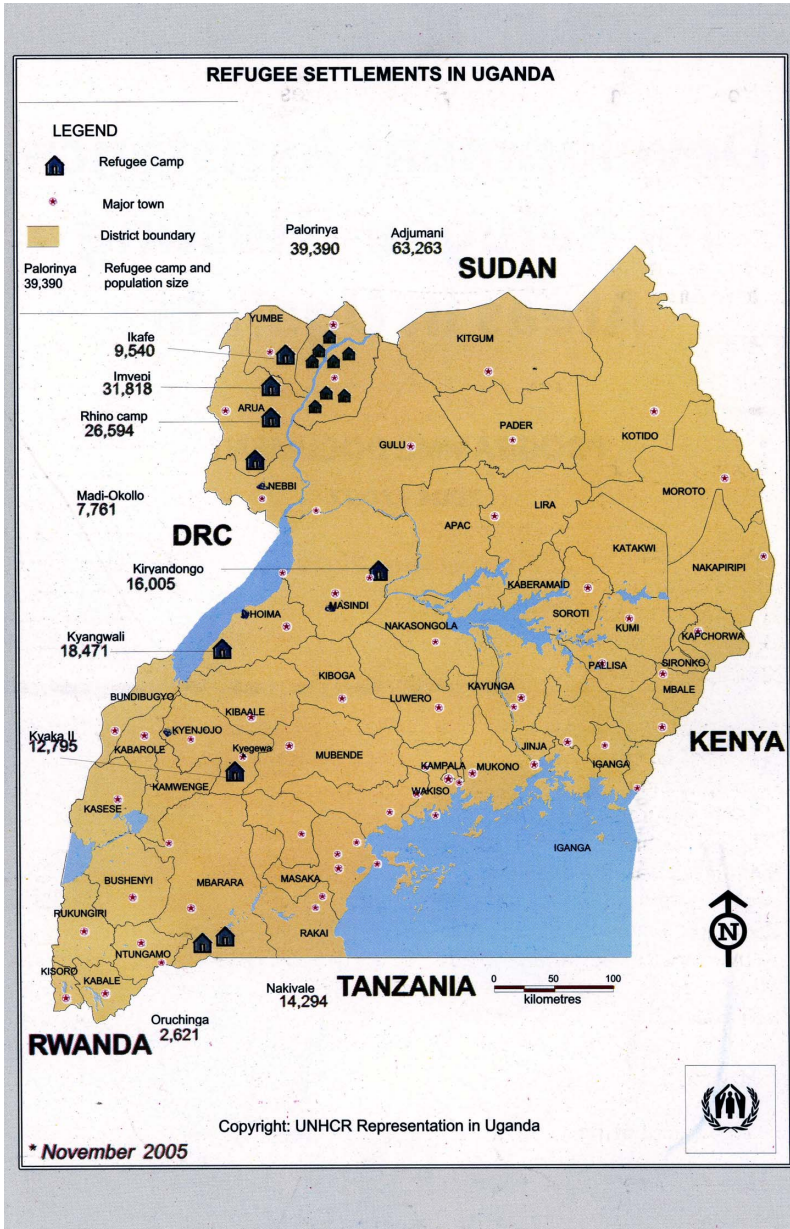 REFUGEE SETTLEMENTS IN UGANDA
LEGEND
Refugee Camp
Major town
District boundary
Palorinya
39,390
Refugee camp and
population size
Palorinya
39,390
Adjumani
63,263
SUDAN
YUMBE
KITGUM
Ikafe
9,540
Imvepi
31,818
Rhino camp
26,594
ARUA
PADER
KOTIDO
GULU
NEBBI
Madi-Okollo
7,761
MOROTO
LIRA
APAC
DRC
KATAKWI
Kiryandongo
16,005
NAKAPIRIPI
KABERAMAID
MASINDI
HOIMA
SOROTI
NAKASONGOLA
KUMI
KAPCHORWA
Kyangwali
18,471
PALLISA
SIRONKO
KIBOGA
KAYUNGA
MBALE
BUNDIBUGYO
LUWERO
KIBAALE
KYENJOJO
Kyaka II
12,795
KABAROLE
Kyegewa
MUBENDE
JINJA
KENYA
KAMPALA
MUKONO
IGANGA
KAMWENGE
WAKISO
KASESE
IGANGA
BUSHENYI
MBARARA
MASAKA
RUKUNGIRI
RAKAI
N
NTUNGAMO
KISORO
KABALE
Nakivale
14,294
TANZANIA
0 50 100
kilometres
Oruchinga
2,621
RWANDA
Copyright: UNHCR Representation in Uganda
* November 2005